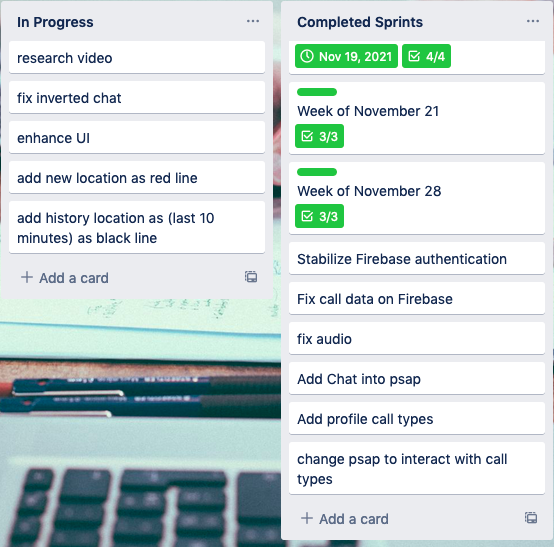 In Progress
research video
fix inverted chat
enhance UI
add new location as red line
add history location as (last 10
minutes) as black line
Add a card
Completed Sprints
Nov 19, 2021 4/4
Week of November 21
3/3
Week of November 28
3/3
Stabilize Firebase authentication
Fix call data on Firebase
fix audio
Add Chat into psap
Add profile call types
change psap to interact with call
types
Add a card